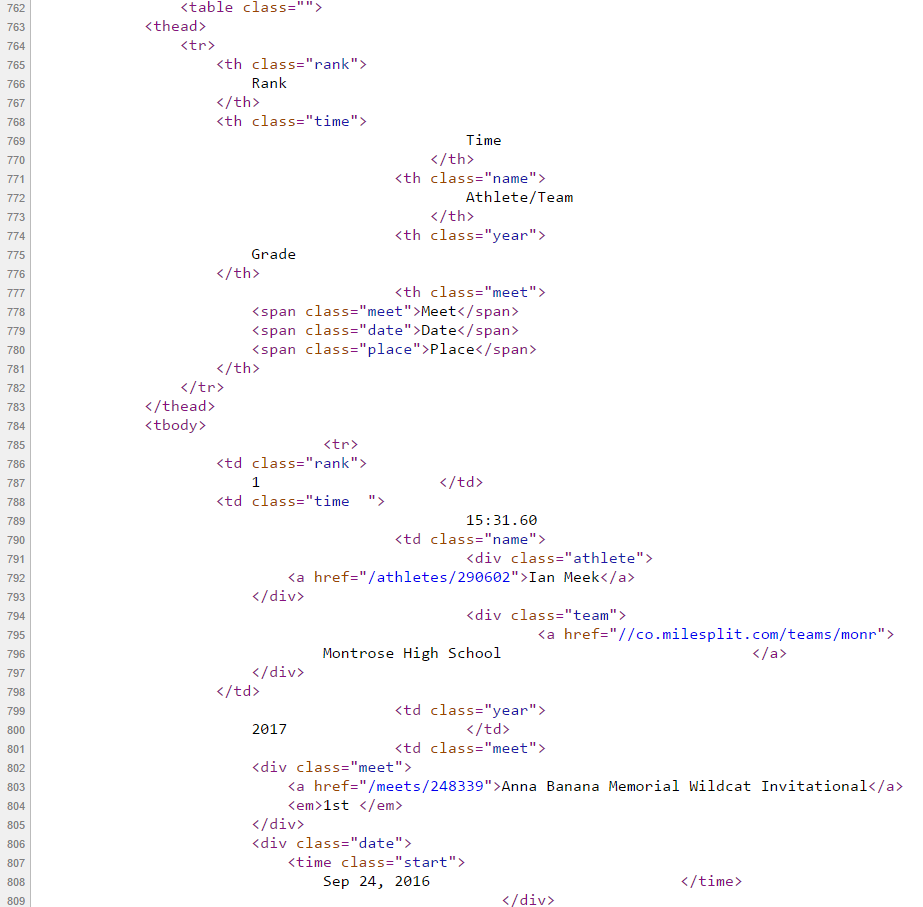 762 <table class="">
763 <thead>
764 <tr>
765 <th class="rank">
766 Rank
767 </th>
768 <th class="time">
769 Time
770 </th>
771 <th class="name">
772 Athlete/Team
773 </th>
774 <th class="year">
775 Grade
776 </th>
777 <th class="meet">
778 <span class="meet">Meet</span>
779 <span class="date">Date</span>
780 <span class="place">Place</span>
781 </th>
782 </tr>
783 </thead>
784 <tbody>
785 <tr>
786 <td class="rank">
787 1 </td>
788 <td class="time  ">
789 15:31.60
790 <td class="name">
791 <div class="athlete">
792 <a href="/athletes/290602">Ian Meek</a>
793 </div>
794 <div class="team">
795 <a href="//co.milesplit.com/teams/monr">
796 Montrose High School </a>
797 </div>
798 </td>
799 <td class="year">
800 2017 </td>
801 <td class="meet">
802 <div class="meet">
803 <a href="/meets/248339">Anna Banana Memorial Wildcat Invitational</a>
804 <em>1st </em>
805 </div>
806 <div class="date">
807 <time class="start">
808 Sep 24, 2016 </time>
809 </div>